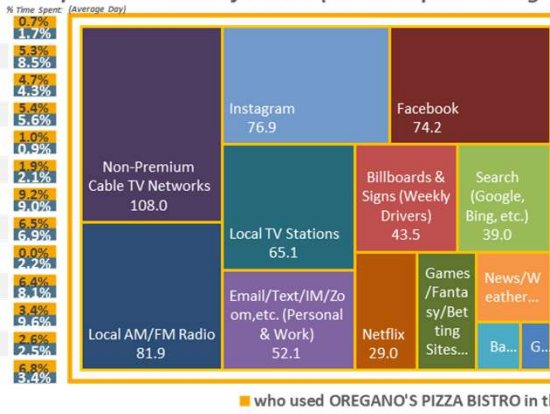 % Time Spent: (Average Day)
0.7%
1.7%
5.3%
8.5%
4.7%
4.3%
5.4%
5.6%
1.0%
0.9%
1.9%
2.1%
9.2%
9.0%
6.5%
6.9%
0.0%
2.2%
6.4%
8.1%
3.4%
9.6%
2.6%
2.5%
6.8%
3.4%
Non-Premium
Cable TV Networks
108.0
Local AM/FM Radio
81.9
Instagram
76.9
Facebook
74.2
Local TV Stations
65.1
Email/Text/IM/Zo
om,etc. (Personal
& Work)
52.1
Billboards &
Signs (Weekly
Drivers)
43.5
Search
(Google,
Bing, etc.)
39.0
Netflix
29.0
Games
/Fanta
sy/Bet
ting
Sites...
News/W
eather...
Ba...
G...
who used OREGANO'S PIZZA BISTRO in th